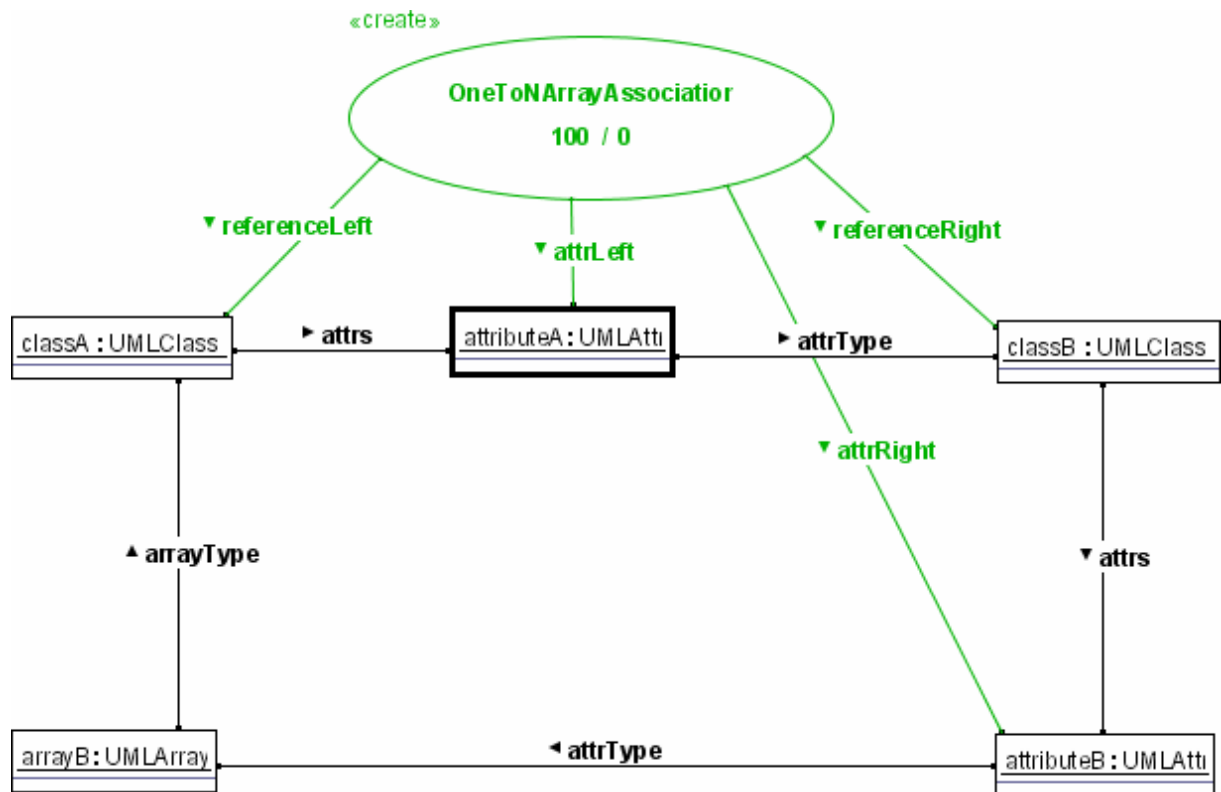 «create»
OneToNArrayAssociatior
100 / 0
▼ referenceLeft
▼ attrLeft
▼ referenceRight
classA : UMLClass
► attrs
attributeA : UMLAttı
► attrType
classB : UMLClass
▼ attrRight
▲ arrayType
▼ attrs
arrayB : UMLArray
◄ attrType
attributeB : UMLAttı